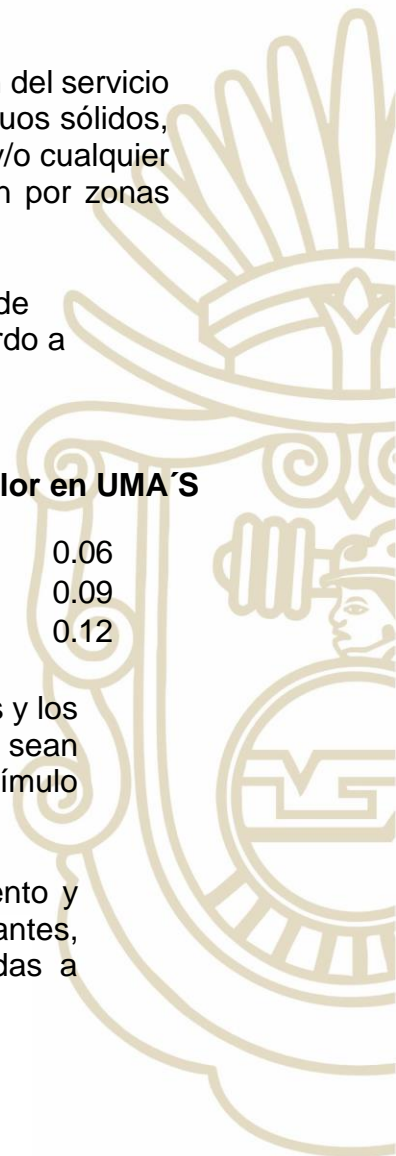 del servicio
uos sólidos,
y/o cualquier
n por zonas
de
rdo a
lor en UMA´S
0.06
0.09
0.12
s y los
sean
ímulo
ento y
antes,
das a